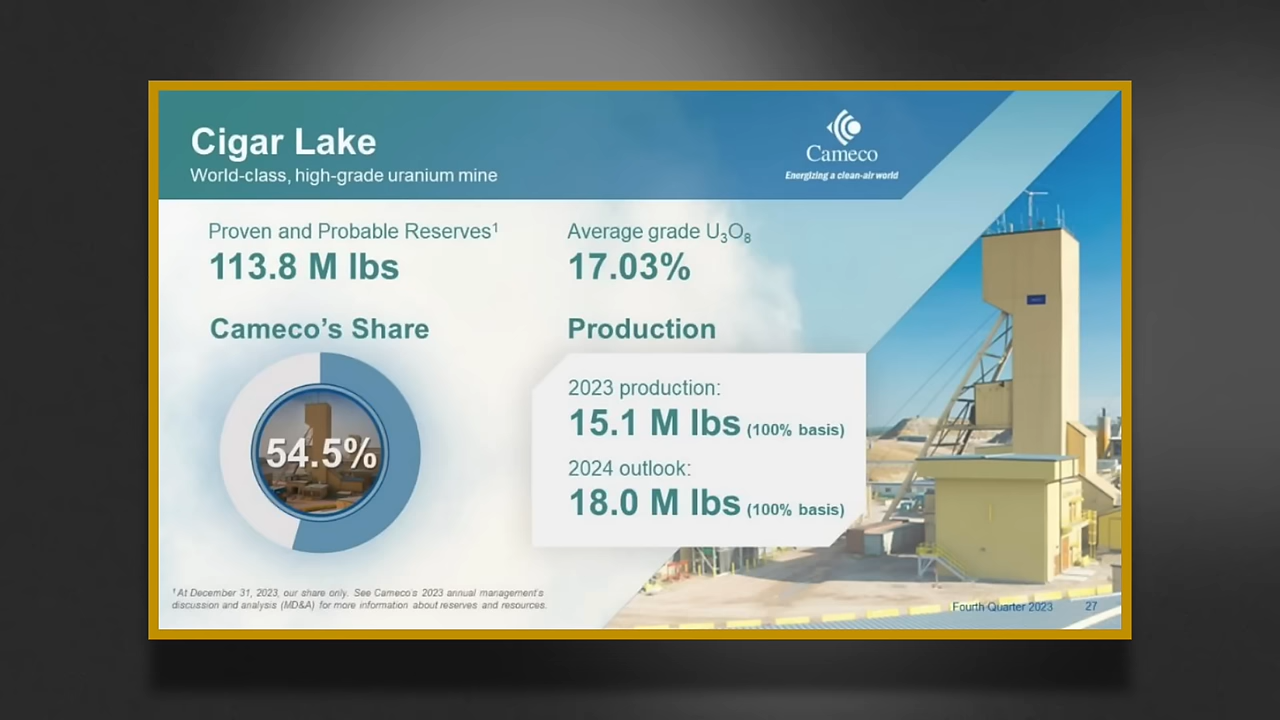 Cigar Lake
World-class, high-grade uranium mine
Cameco
Energizing a clean-air world
Proven and Probable Reserves¹
113.8 M lbs
Average grade U₃O₈
17.03%
Cameco’s Share
54.5%
Production
2023 production:
15.1 M lbs (100% basis)
2024 outlook:
18.0 M lbs (100% basis)
¹At December 31, 2023, our share only. See Cameco's 2023 annual management's
discussion and analysis (MD&A) for more information about reserves and resources.
Fourth Quarter 2023 27